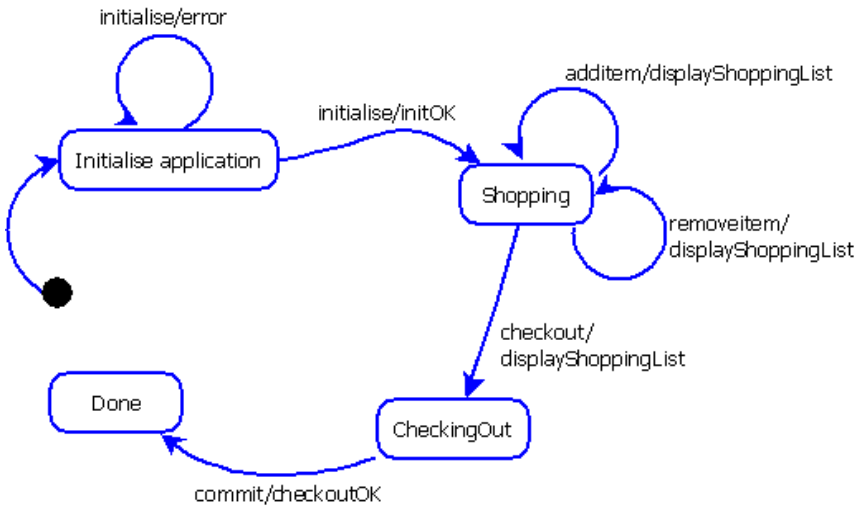 initialise/error
additem/displayShoppingList
initialise/initOK
Initialise application
Shopping
removeitem/
displayShoppingList
checkout/
displayShoppingList
Done
CheckingOut
commit/checkoutOK